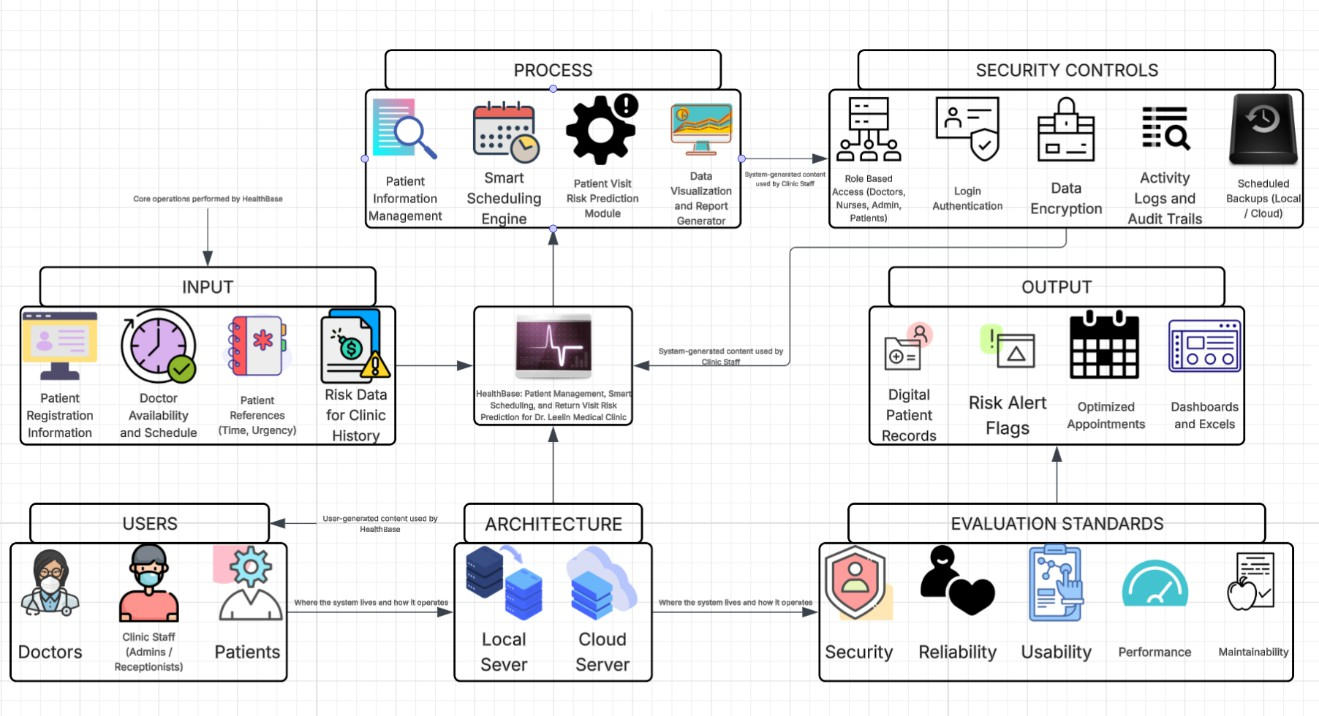 PROCESS
SECURITY CONTROLS
Patient
Information
Management
Smart
Scheduling
Engine
Patient Visit
Risk Prediction
Module
Data
Visualization
and Report
Generator
System-generated content
used by Clinic Staff
Role Based
Access (Doctors,
Nurses, Admin,
Patients)
Login
Authentication
Data
Encryption
Activity
Logs and
Audit Trails
Scheduled
Backups (Local
/ Cloud)
Core operations performed by HealthBase
INPUT
OUTPUT
Patient
Registration
Information
Doctor
Availability
and Schedule
Patient
References
(Time, Urgency)
Risk Data
for Clinic
History
HealthBase: Patient Management, Smart
Scheduling, and Return Visit Risk
Prediction for Dr. Leelin Medical Clinic
System-generated content used by
Clinic Staff
Digital
Patient
Records
Risk Alert
Flags
Optimized
Appointments
Dashboards
and Excels
USERS
User-generated content used by
HealthBase
ARCHITECTURE
EVALUATION STANDARDS
Doctors
Clinic Staff
(Admins /
Receptionists)
Patients
Where the system lives and how it operates
Local
Sever
Cloud
Server
Where the system lives and how it operates
Security
Reliability
Usability
Performance
Maintainability